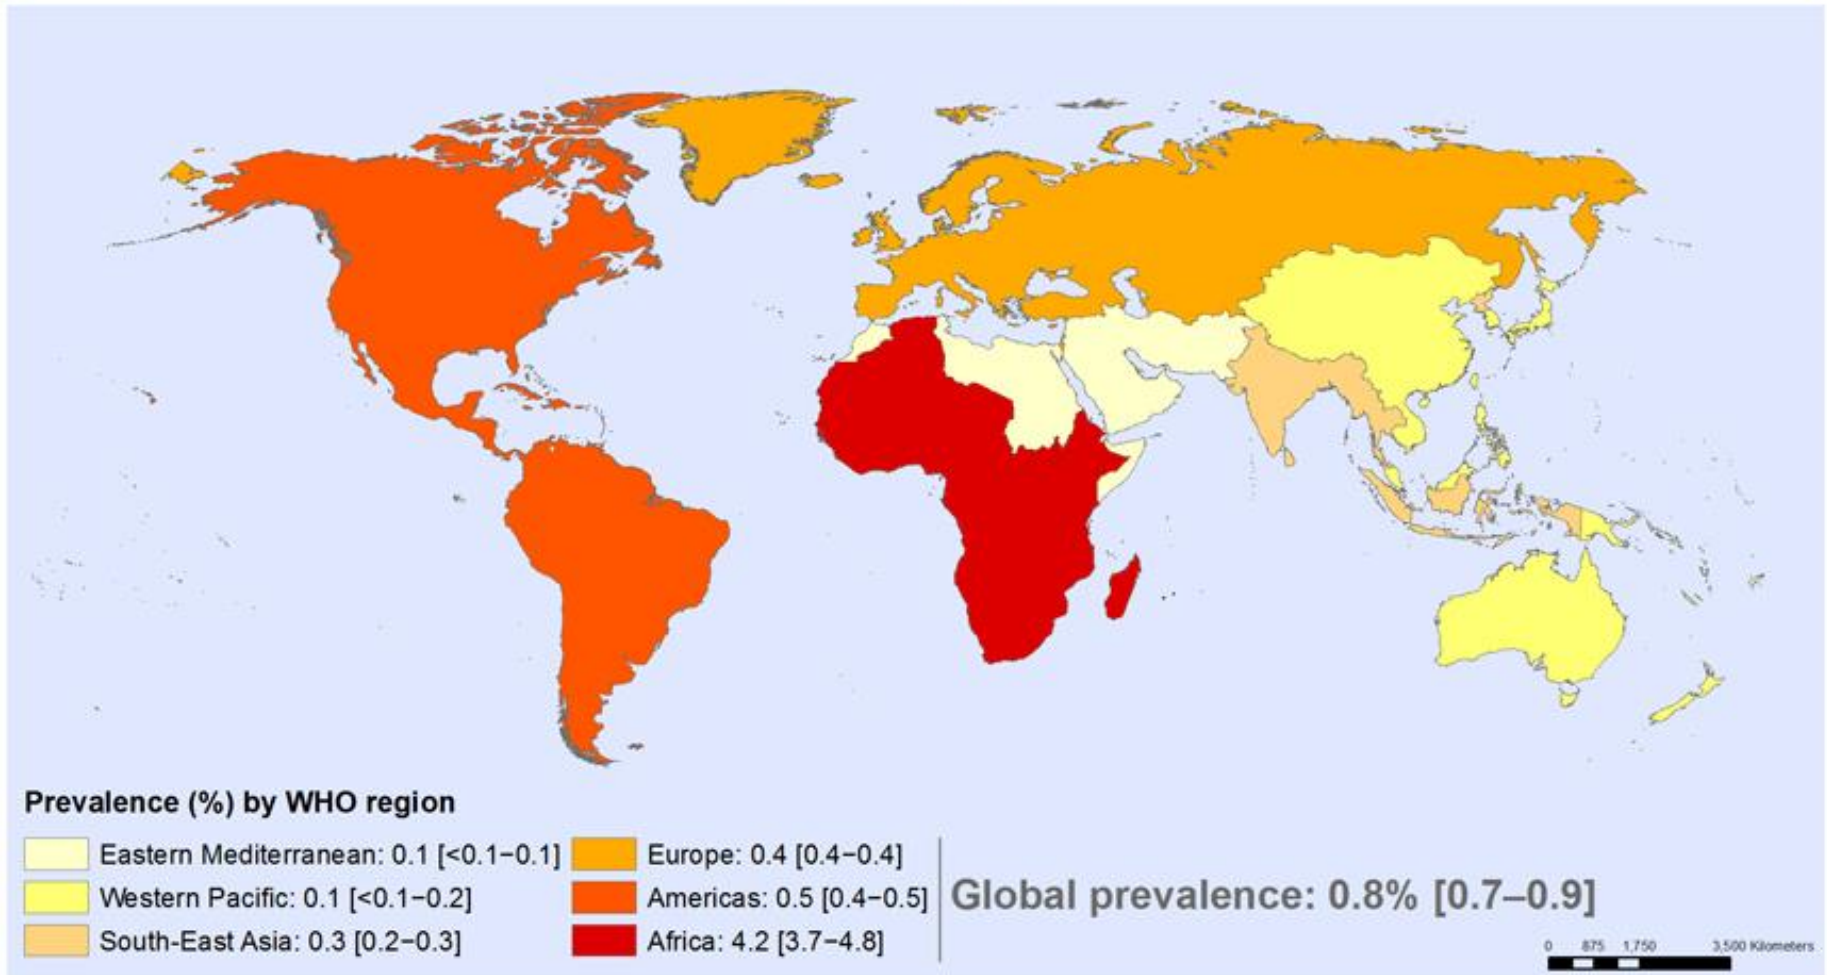 Prevalence (%) by WHO region
Eastern Mediterranean: 0.1 [<0.1−0.1]
Western Pacific: 0.1 [<0.1−0.2]
South-East Asia: 0.3 [0.2−0.3]
Europe: 0.4 [0.4−0.4]
Americas: 0.5 [0.4−0.5]
Africa: 4.2 [3.7−4.8]
Global prevalence: 0.8% [0.7–0.9]
0 875 1,750 3,500 Kilometers